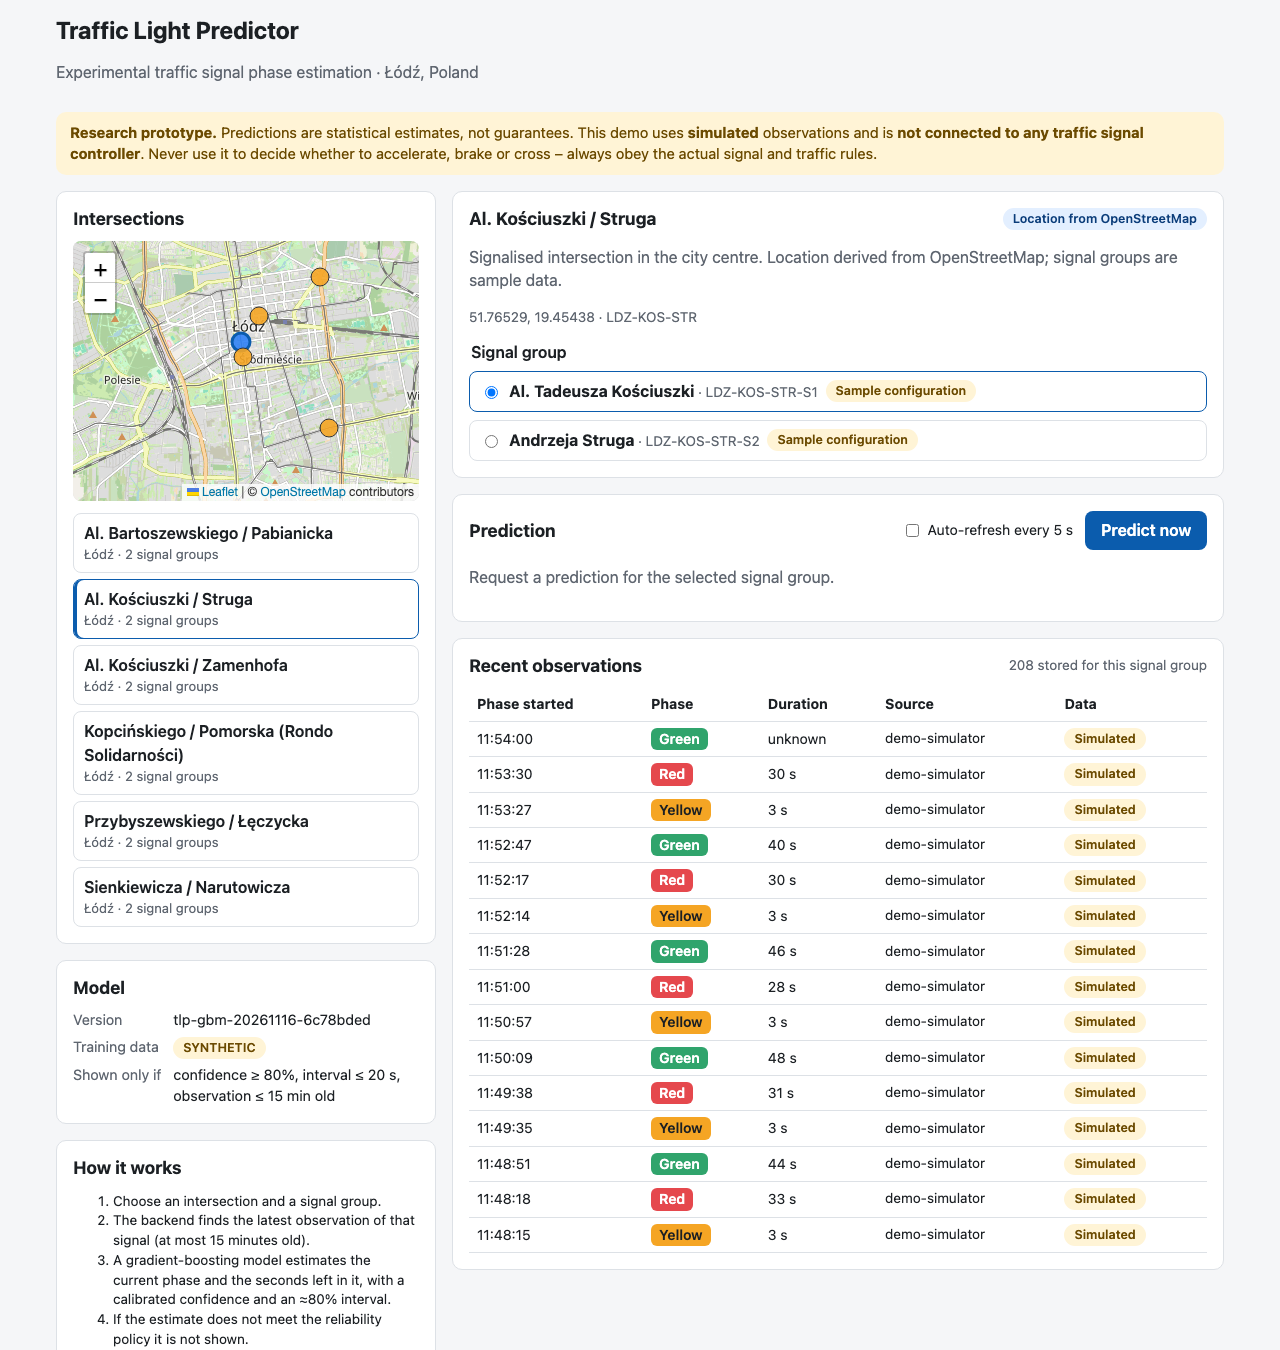 Traffic Light Predictor
Experimental traffic signal phase estimation · Łódź, Poland
Research prototype. Predictions are statistical estimates, not guarantees. This demo uses simulated observations and is not connected to any traffic signal
controller. Never use it to decide whether to accelerate, brake or cross – always obey the actual signal and traffic rules.
Intersections
+
−
Łódź
Polesie
Leaflet | © OpenStreetMap contributors
Al. Bartoszewskiego / Pabianicka
Łódź · 2 signal groups
Al. Kościuszki / Struga
Łódź · 2 signal groups
Al. Kościuszki / Zamenhofa
Łódź · 2 signal groups
Kopcińskiego / Pomorska (Rondo
Solidarności)
Łódź · 2 signal groups
Przybyszewskiego / Łęczycka
Łódź · 2 signal groups
Sienkiewicza / Narutowicza
Łódź · 2 signal groups
Model
Version tlp-gbm-20261116-6c78bded
Training data SYNTHETIC
Shown only if confidence ≥ 80%, interval ≤ 20 s,
observation ≤ 15 min old
How it works
1. Choose an intersection and a signal group.
2. The backend finds the latest observation of that
signal (at most 15 minutes old).
3. A gradient-boosting model estimates the
current phase and the seconds left in it, with a
calibrated confidence and an ≈80% interval.
4. If the estimate does not meet the reliability
policy it is not shown.
Al. Kościuszki / Struga
Location from OpenStreetMap
Signalised intersection in the city centre. Location derived from OpenStreetMap; signal groups are
sample data.
51.76529, 19.45438 · LDZ-KOS-STR
Signal group
Al. Tadeusza Kościuszki · LDZ-KOS-STR-S1 Sample configuration
Andrzeja Struga · LDZ-KOS-STR-S2 Sample configuration
Prediction
Auto-refresh every 5 s
Predict now
Request a prediction for the selected signal group.
Recent observations
208 stored for this signal group
Phase started Phase Duration Source Data
11:54:00 Green unknown demo-simulator Simulated
11:53:30 Red 30 s demo-simulator Simulated
11:53:27 Yellow 3 s demo-simulator Simulated
11:52:47 Green 40 s demo-simulator Simulated
11:52:17 Red 30 s demo-simulator Simulated
11:52:14 Yellow 3 s demo-simulator Simulated
11:51:28 Green 46 s demo-simulator Simulated
11:51:00 Red 28 s demo-simulator Simulated
11:50:57 Yellow 3 s demo-simulator Simulated
11:50:09 Green 48 s demo-simulator Simulated
11:49:38 Red 31 s demo-simulator Simulated
11:49:35 Yellow 3 s demo-simulator Simulated
11:48:51 Green 44 s demo-simulator Simulated
11:48:18 Red 33 s demo-simulator Simulated
11:48:15 Yellow 3 s demo-simulator Simulated